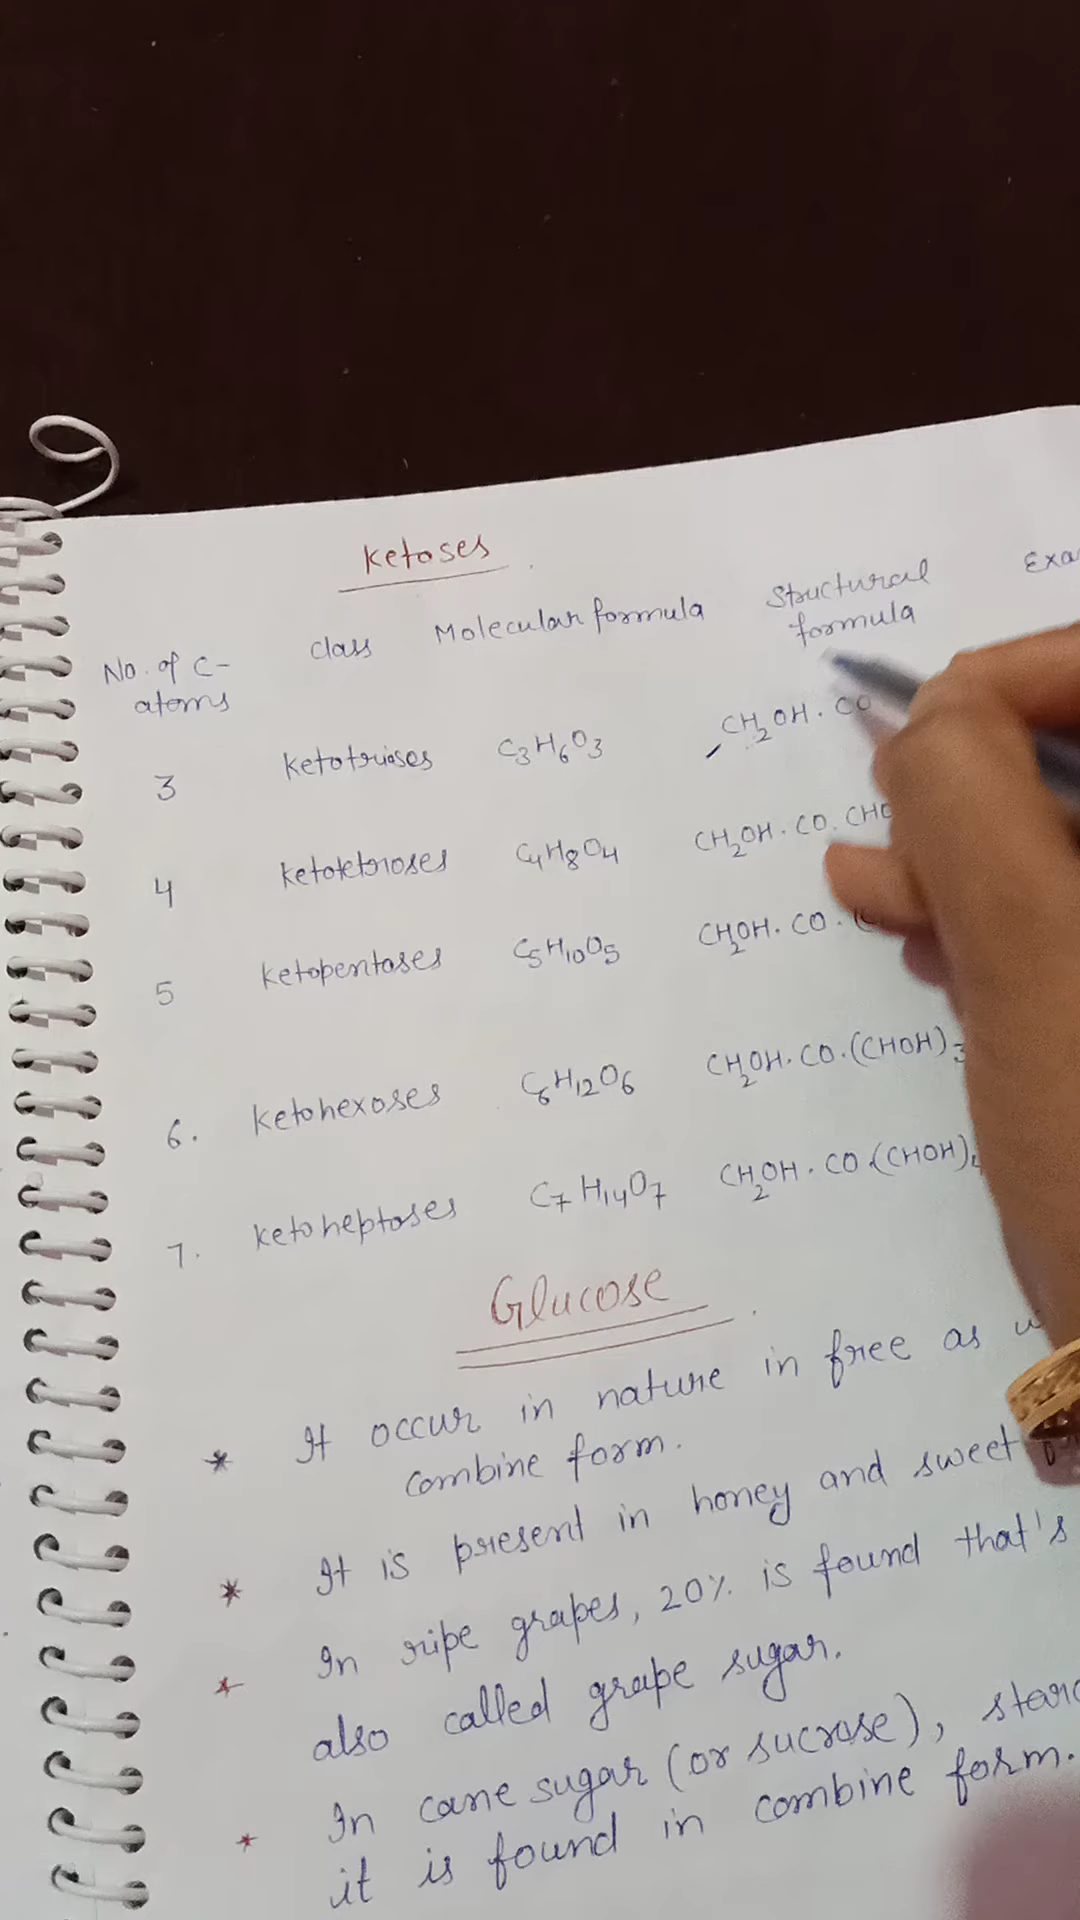 Ketoses
No. of C-atoms class Molecular formula Structural formula
3 Ketotrioses C3H6O3 CH2OH. CO
4 Ketotetroses C4H8O4 CH2OH. CO. CHO
5 Ketopentoses C5H10O5 CH2OH. CO. (
6. Ketohexoses C6H12O6 CH2OH. CO. (CHOH)3
7. Ketoheptoses C7H14O7 CH2OH. CO. (CHOH)4
Glucose
* It occur in nature in free as
combine form.
* It is present in honey and sweet
* In ripe grapes, 20% is found that's
also called grape sugar.
* In cane sugar (or sucrose),
it is found in combine form.